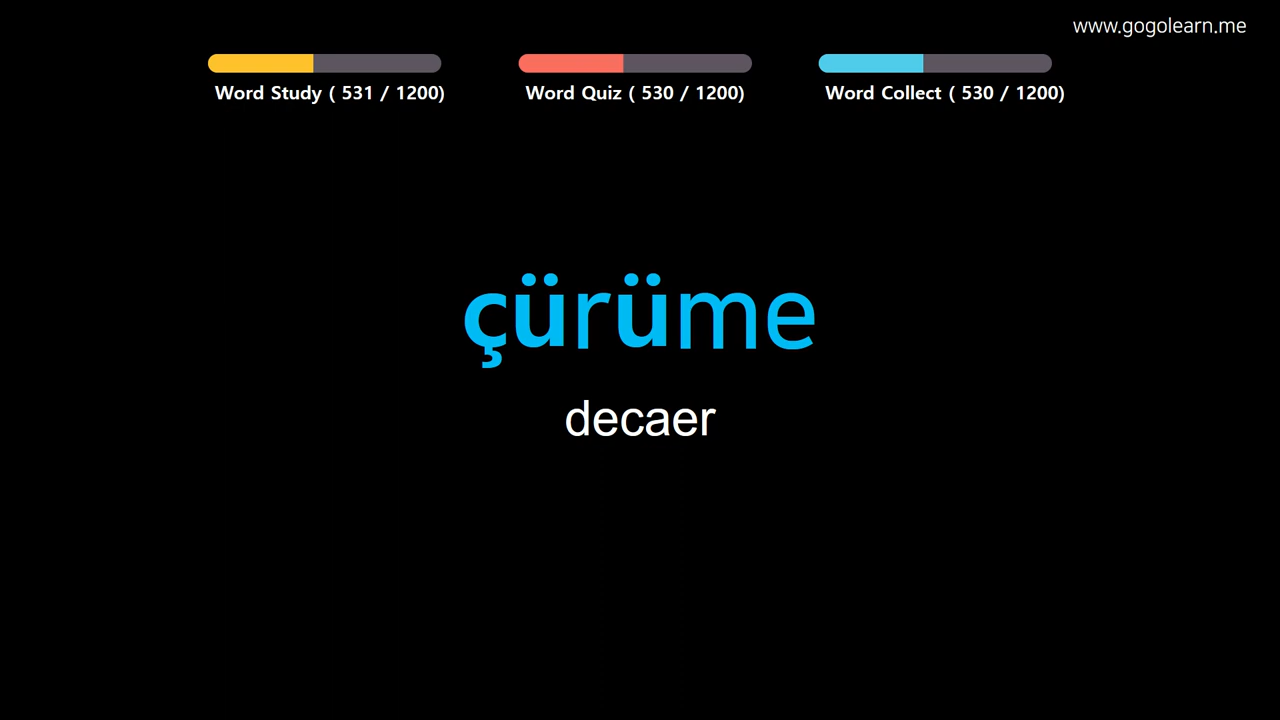 www.gogolearn.me
Word Study ( 531 / 1200)
Word Quiz ( 530 / 1200)
Word Collect ( 530 / 1200)
çürüme
decaer